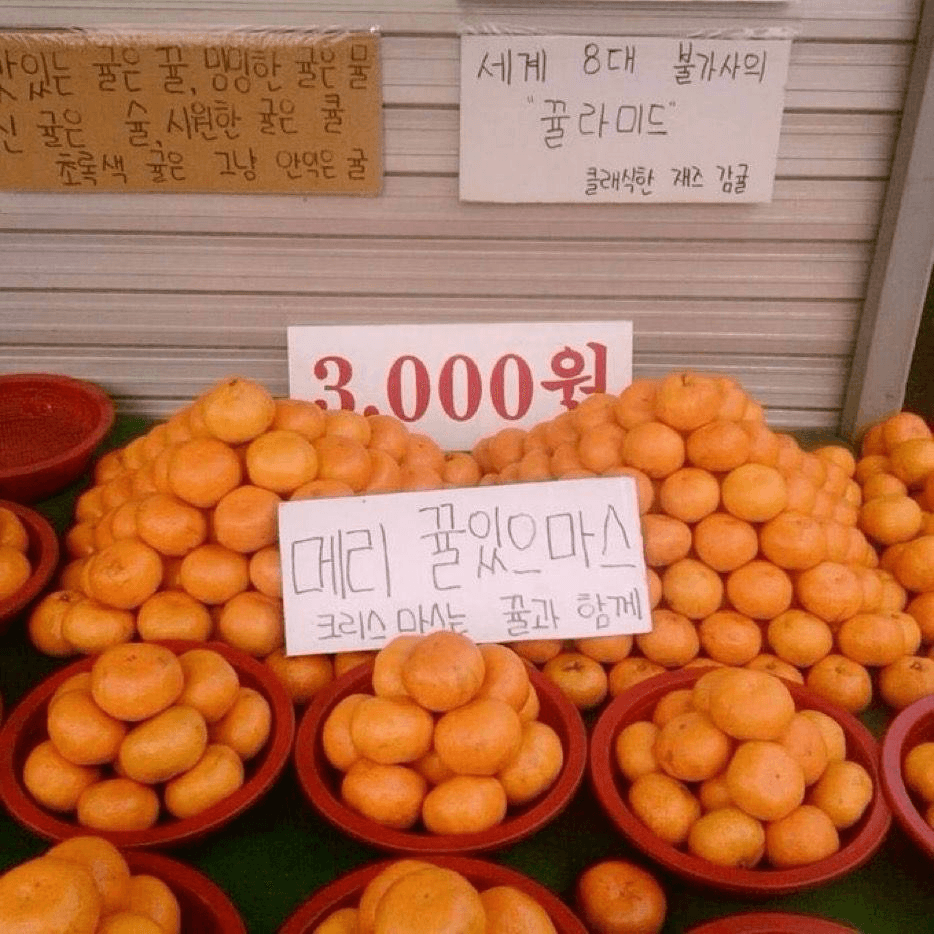 맛있는 귤은 꿀, 밍밍한 귤은 물
신 귤은 술, 시원한 귤은 쿨
초록색 귤은 그냥 안익은 귤
세계 8대 불가사의
"뀰라미드"
클래식한 재즈 감귤
3,000원
메리 뀰있으마스
크리스마스는 뀰과 함께